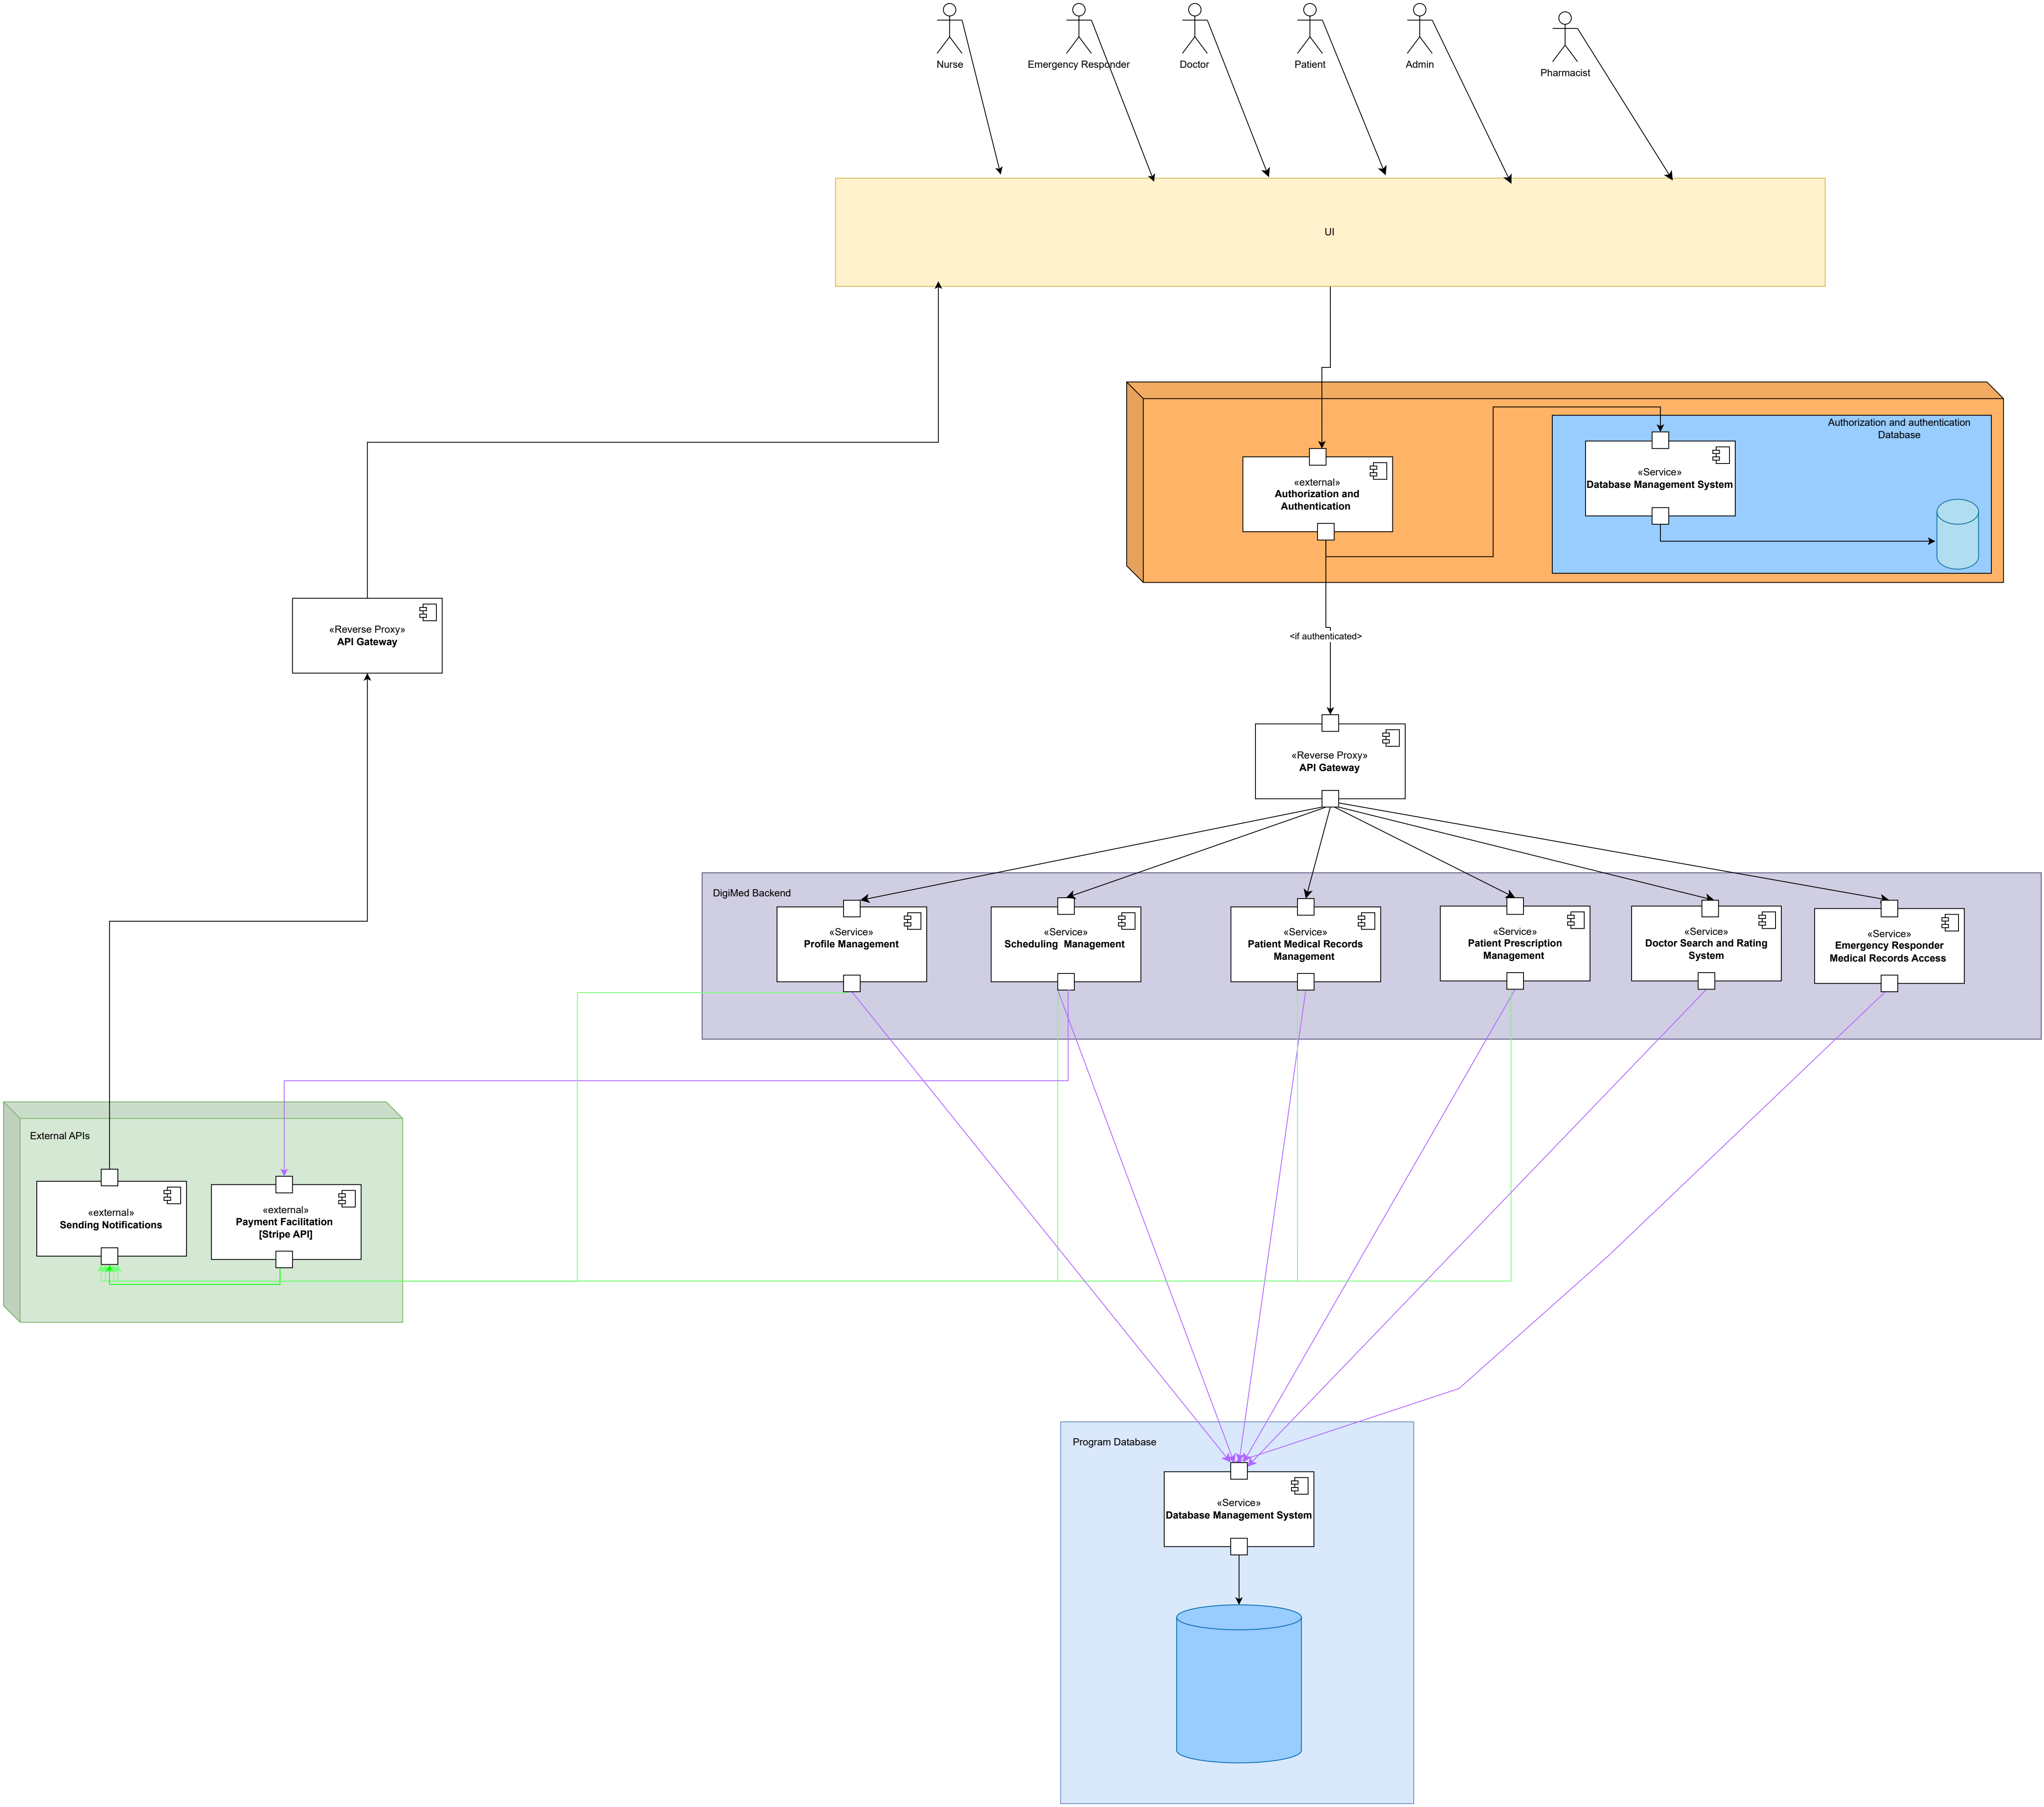 Nurse
Emergency Responder
Doctor
Patient
Admin
Pharmacist
UI
Authorization and authentication
Database
«external»
Authorization and
Authentication
«Service»
Database Management System
«Reverse Proxy»
API Gateway
<if authenticated>
«Reverse Proxy»
API Gateway
DigiMed Backend
«Service»
Profile Management
«Service»
Scheduling  Management
«Service»
Patient Medical Records
Management
«Service»
Patient Prescription
Management
«Service»
Doctor Search and Rating
System
«Service»
Emergency Responder
Medical Records Access
External APIs
«external»
Sending Notifications
«external»
Payment Facilitation
[Stripe API]
Program Database
«Service»
Database Management System